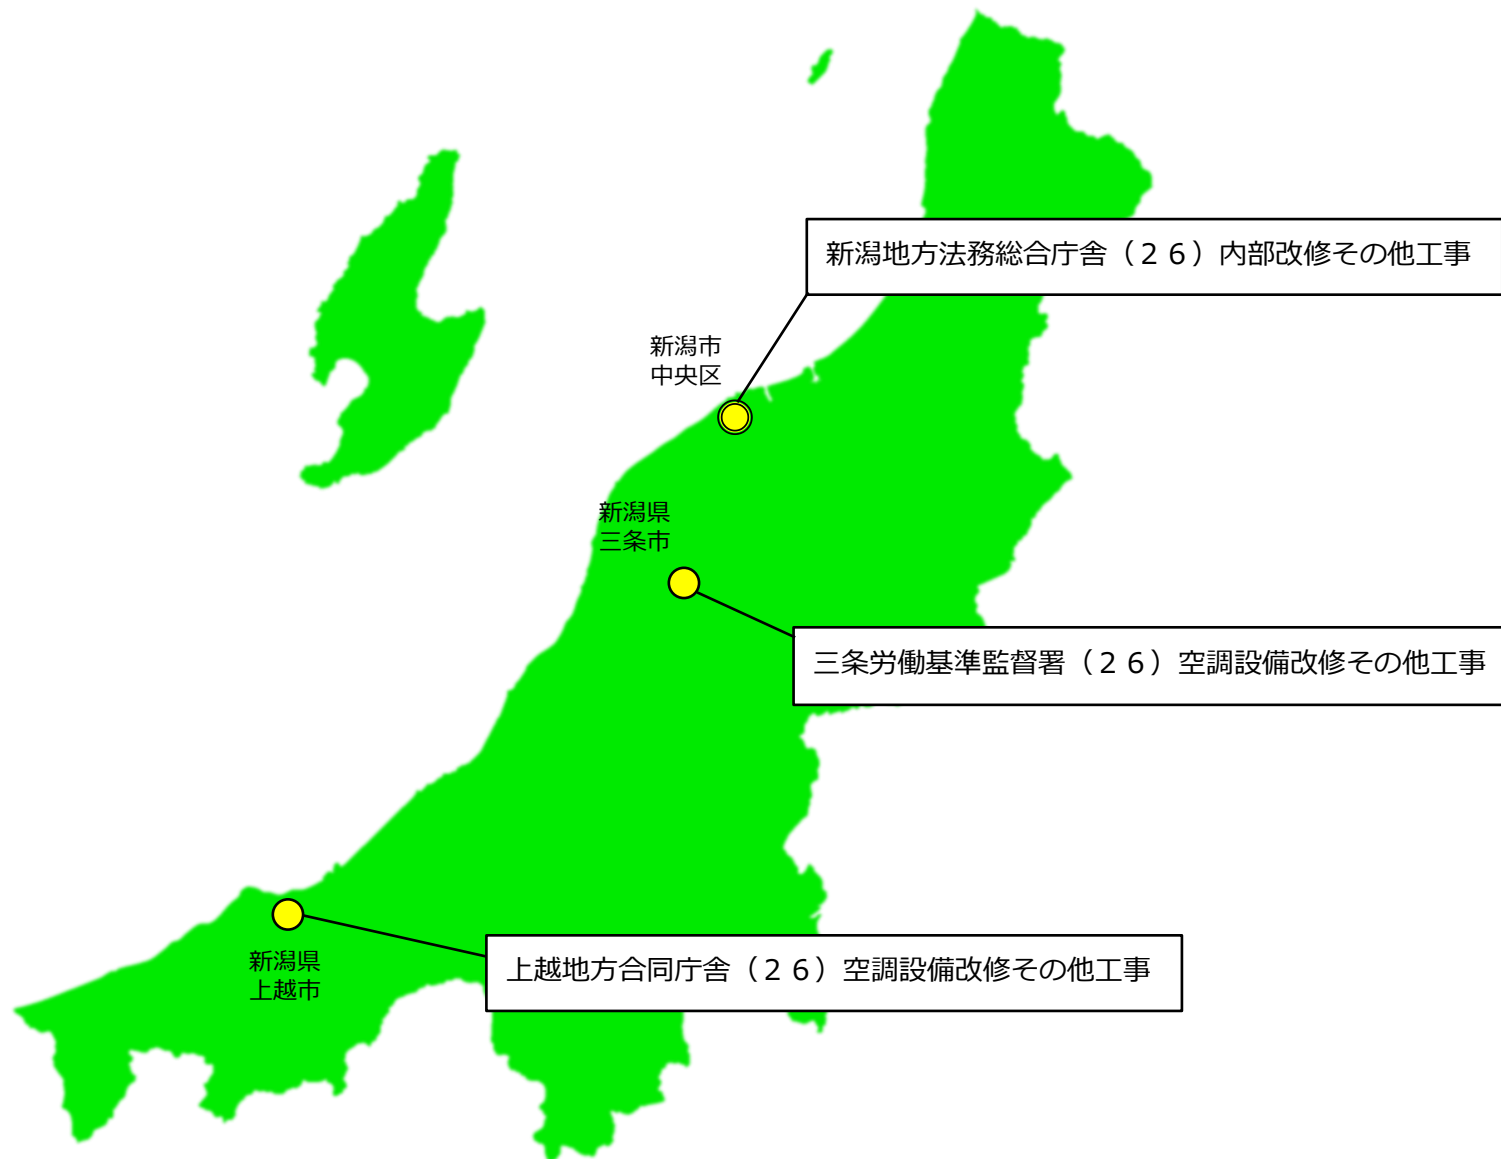 新潟地方法務総合庁舎（２６）内部改修その他工事
新潟市
中央区
新潟県
三条市
三条労働基準監督署（２６）空調設備改修その他工事
上越地方合同庁舎（２６）空調設備改修その他工事
新潟県
上越市